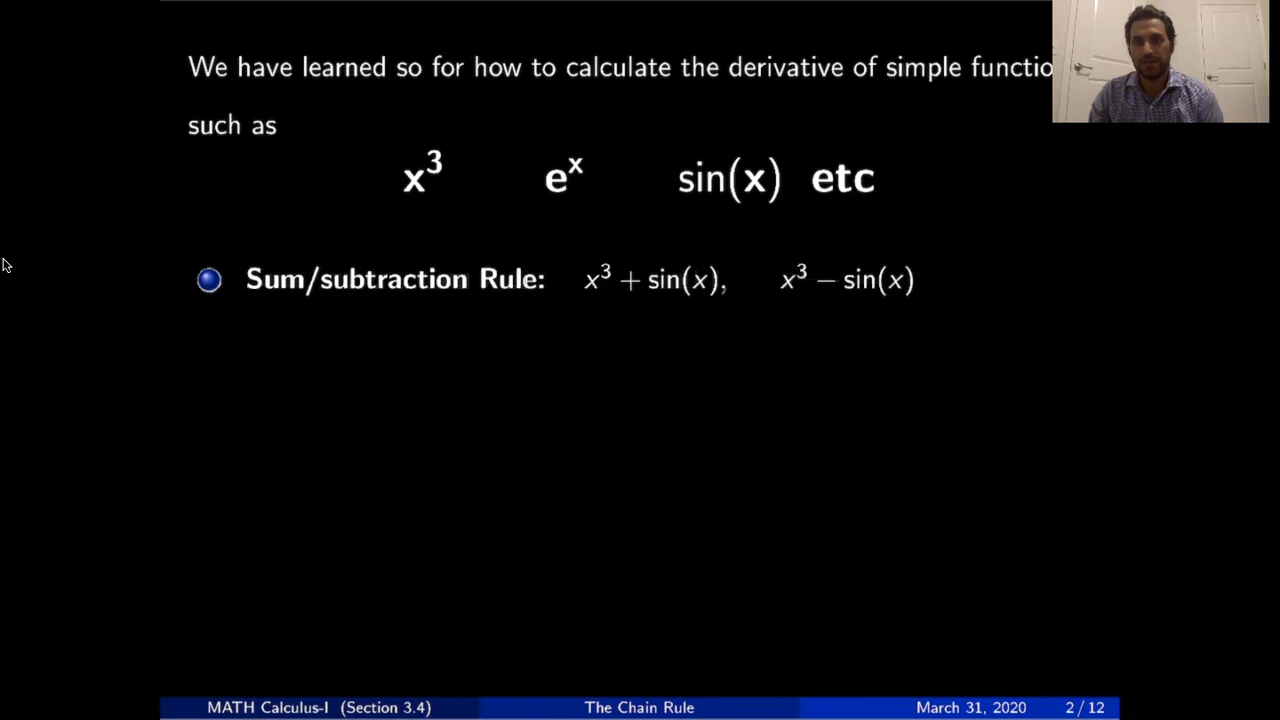 We have learned so for how to calculate the derivative of simple functio
such as
x³ eˣ sin(x) etc
Sum/subtraction Rule: x³ + sin(x), x³ − sin(x)
MATH Calculus-I (Section 3.4) The Chain Rule March 31, 2020 2 / 12